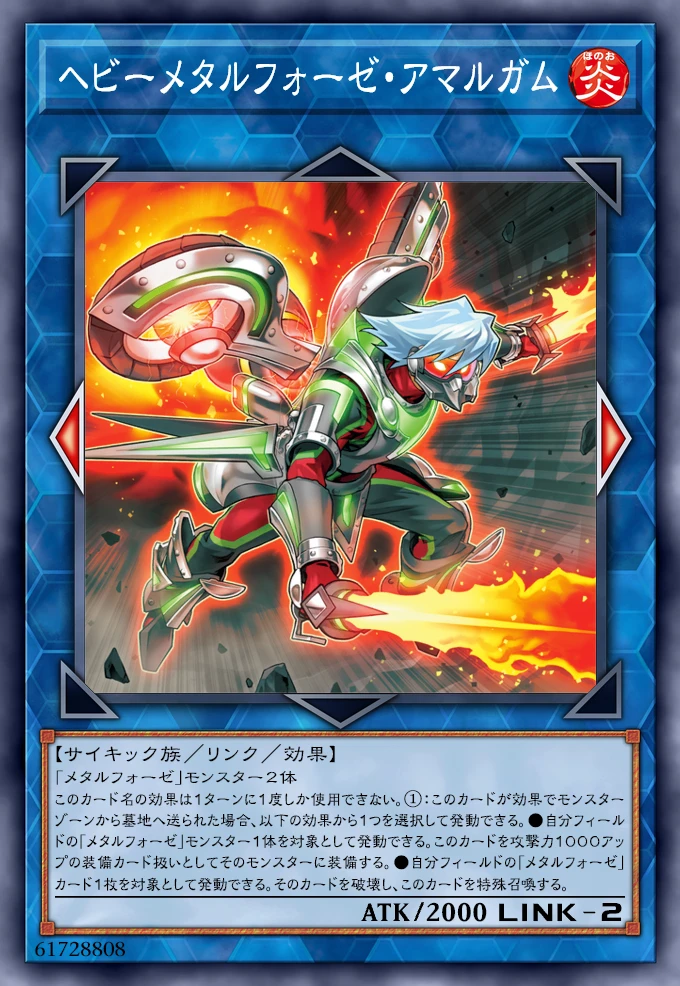 ヘビーメタルフォーゼ・アマルガム
ほのお
炎
【サイキック族／リンク／効果】
「メタルフォーゼ」モンスター２体
このカード名の効果は１ターンに１度しか使用できない。①：このカードが効果でモンスター
ゾーンから墓地へ送られた場合、以下の効果から１つを選択して発動できる。●自分フィール
ドの「メタルフォーゼ」モンスター１体を対象として発動できる。このカードを攻撃力１０００アッ
プの装備カード扱いとしてそのモンスターに装備する。●自分フィールドの「メタルフォーゼ」
カード１枚を対象として発動できる。そのカードを破壊し、このカードを特殊召喚する。
ATK/2000 LINK-2
61728808